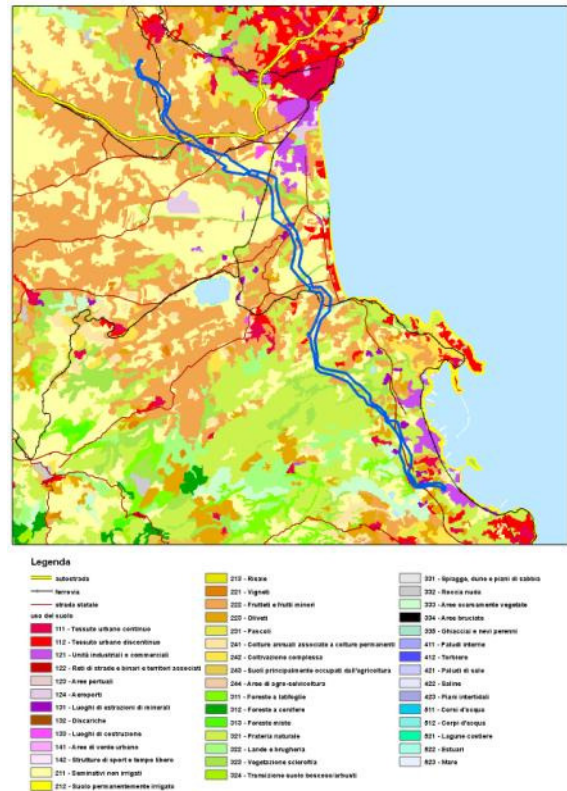 Legenda
autostrada
ferrovia
strada statale
uso del suolo
111 - Tessuto urbano continuo
112 - Tessuto urbano discontinuo
121 - Unità industriali e commerciali
122 - Reti di strade e binari e territori associati
123 - Aree portuali
124 - Aeroporti
131 - Luoghi di estrazioni di minerali
132 - Discariche
133 - Luoghi di costruzione
141 - Aree di verde urbano
142 - Strutture di sport e tempo libero
211 - Seminativi non irrigati
212 - Suolo permanentemente irrigato
213 - Risaie
221 - Vigneti
222 - Frutteti e frutti minori
223 - Oliveti
231 - Pascoli
241 - Colture annuali associate a colture permanenti
242 - Coltivazione complessa
243 - Suoli principalmente occupati dall'agricoltura
244 - Aree di agro-selvicoltura
311 - Foreste a latifoglie
312 - Foreste a conifere
313 - Foreste miste
321 - Prateria naturale
322 - Lande e brugheria
323 - Vegetazione sclerofita
324 - Transizione suolo boscoso/arbusti
331 - Spiagge, dune e piani di sabbia
332 - Roccia nuda
333 - Aree scarsamente vegetate
334 - Aree bruciate
335 - Ghiacciai e nevi perenni
411 - Paludi interne
412 - Torbiere
421 - Paludi di sale
422 - Saline
423 - Piani intertidali
511 - Corsi d'acqua
512 - Corpi d'acqua
521 - Lagune costiere
522 - Estuari
523 - Mare